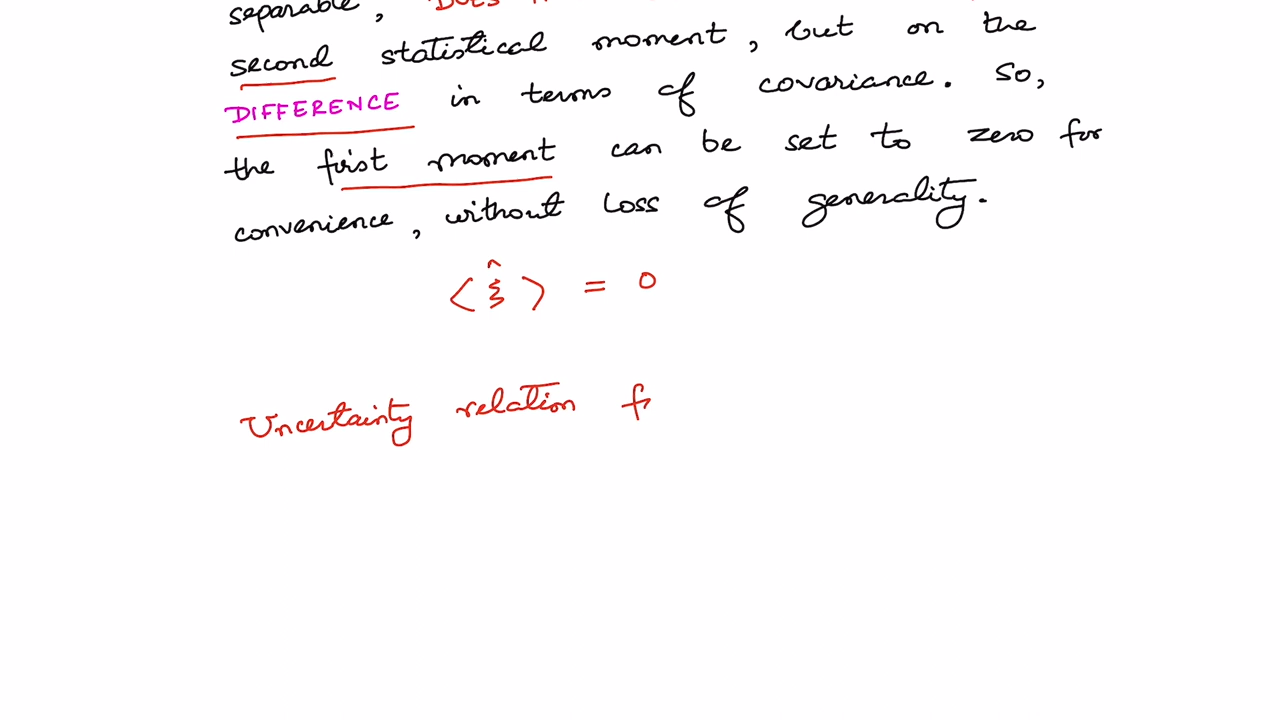 separable,
second statistical moment, but on the
DIFFERENCE in terms of covariance. So,
the first moment can be set to zero for
convenience, without loss of generality.
⟨ξ̂⟩ = 0
Uncertainty relation f